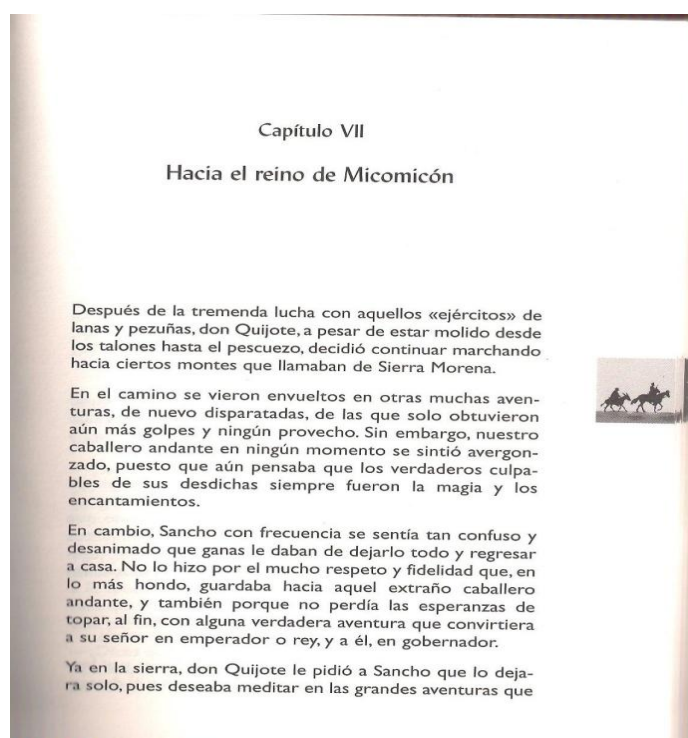 Capítulo VII
Hacia el reino de Micomicón
Después de la tremenda lucha con aquellos «ejércitos» de
lanas y pezuñas, don Quijote, a pesar de estar molido desde
los talones hasta el pescuezo, decidió continuar marchando
hacia ciertos montes que llamaban de Sierra Morena.
En el camino se vieron envueltos en otras muchas aven-
turas, de nuevo disparatadas, de las que solo obtuvieron
aún más golpes y ningún provecho. Sin embargo, nuestro
caballero andante en ningún momento se sintió avergon-
zado, puesto que aún pensaba que los verdaderos culpa-
bles de sus desdichas siempre fueron la magia y los
encantamientos.
En cambio, Sancho con frecuencia se sentía tan confuso y
desanimado que ganas le daban de dejarlo todo y regresar
a casa. No lo hizo por el mucho respeto y fidelidad que, en
lo más hondo, guardaba hacia aquel extraño caballero
andante, y también porque no perdía las esperanzas de
topar, al fin, con alguna verdadera aventura que convirtiera
a su señor en emperador o rey, y a él, en gobernador.
Ya en la sierra, don Quijote le pidió a Sancho que lo deja-
ra solo, pues deseaba meditar en las grandes aventuras que